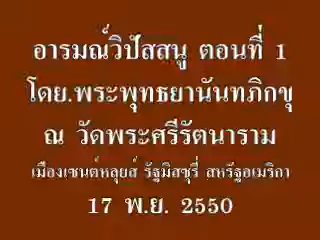 อารมณ์วิปัสสนู ตอนที่ 1
โดย.พระพุทธยานันทภิกขุ
ณ วัดพระศรีรัตนาราม
เมืองเซนต์หลุยส์ รัฐมิสซูรี่ สหรัฐอเมริกา
17 พ.ย. 2550